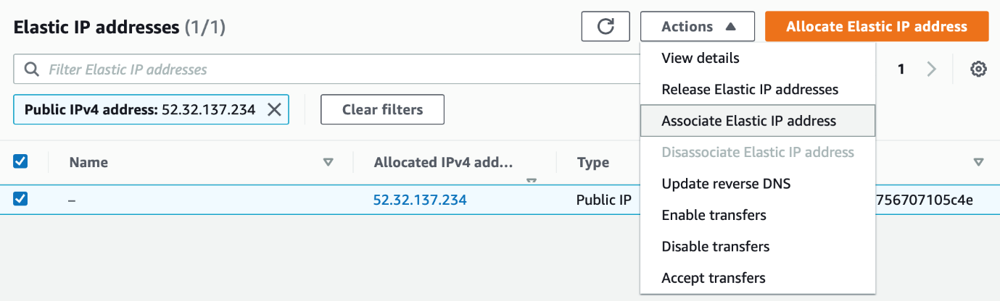 Elastic IP addresses (1/1)
Actions
Allocate Elastic IP address
Filter Elastic IP addresses
1
Public IPv4 address: 52.32.137.234
Clear filters
View details
Release Elastic IP addresses
Associate Elastic IP address
Disassociate Elastic IP address
Update reverse DNS
Enable transfers
Disable transfers
Accept transfers
Name
Allocated IPv4 add...
Type
–
52.32.137.234
Public IP
756707105c4e